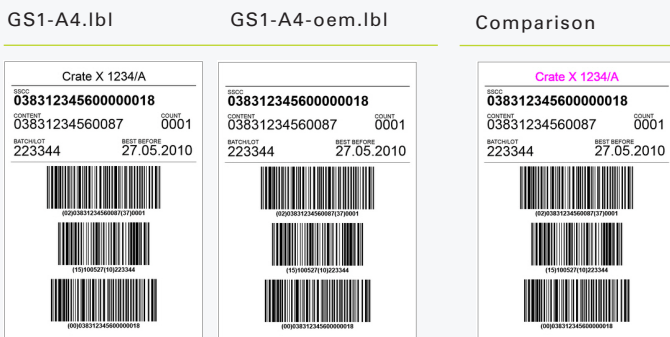 GS1-A4.lbl
Crate X 1234/A
SSCC
038312345600000018
CONTENT COUNT
03831234560087 0001
BATCH/LOT BEST BEFORE
223344 27.05.2010
(02)03831234560087(37)0001
(15)100527(10)223344
(00)038312345600000018
GS1-A4-oem.lbl
SSCC
038312345600000018
CONTENT COUNT
03831234560087 0001
BATCH/LOT BEST BEFORE
223344 27.05.2010
(02)03831234560087(37)0001
(15)100527(10)223344
(00)038312345600000018
Comparison
Crate X 1234/A
SSCC
038312345600000018
CONTENT COUNT
03831234560087 0001
BATCH/LOT BEST BEFORE
223344 27.05.2010
(02)03831234560087(37)0001
(15)100527(10)223344
(00)038312345600000018